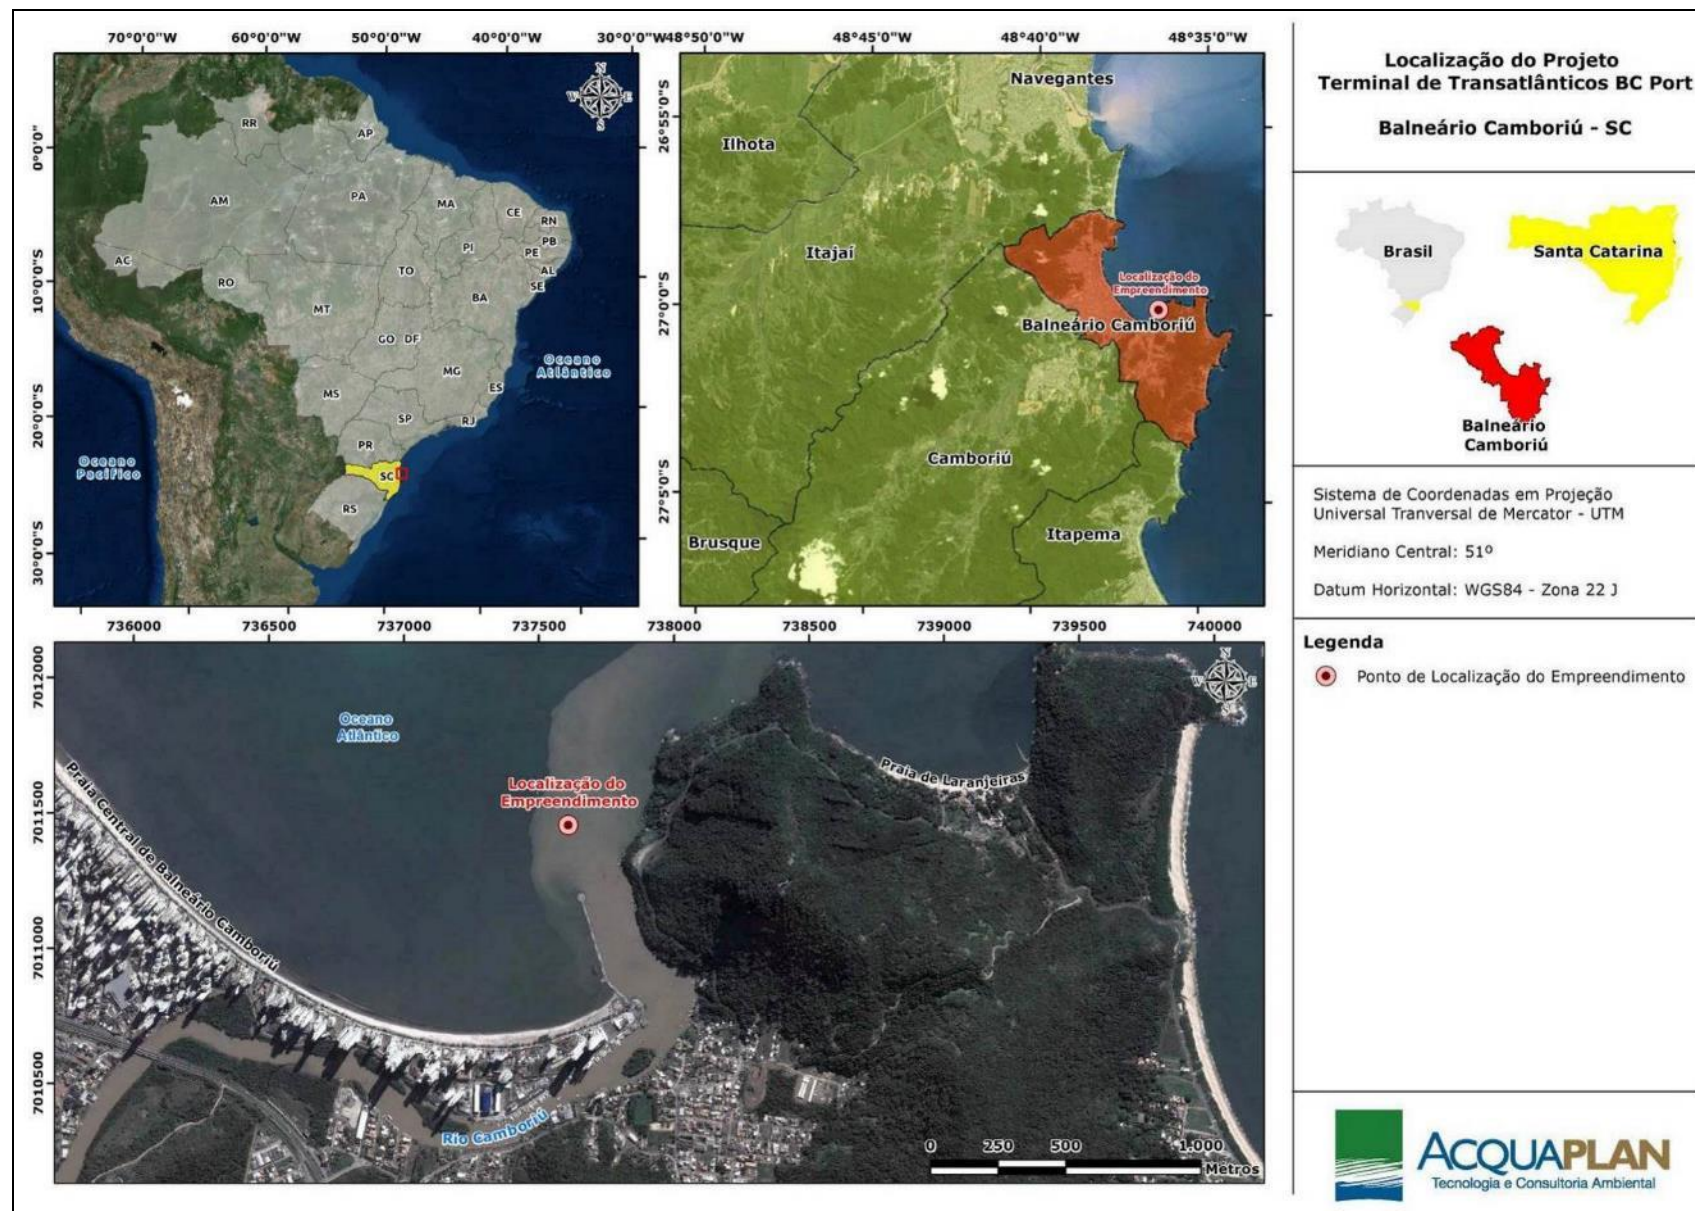 70°0'0"W 60°0'0"W 50°0'0"W 40°0'0"W 30°0'0"W
0°0'0"
10°0'0"S
20°0'0"S
30°0'0"S
N
W E
S
RR
AP
AM
PA
MA
CE
RN
PB
PI
PE
AC
TO
AL
RO
SE
BA
MT
GO DF
Oceano
Atlântico
MG
MS
ES
SP
RJ
PR
Oceano
Pacífico
SC
RS
48°50'0"W 48°45'0"W 48°40'0"W 48°35'0"W
26°55'0"S
27°0'0"S
27°5'0"S
Navegantes
Ilhota
Itajaí
Localização do
Empreendimento
Balneário Camboriú
Camboriú
Brusque
Itapema
Localização do Projeto
Terminal de Transatlânticos BC Port
Balneário Camboriú - SC
Brasil
Santa Catarina
Balneário
Camboriú
Sistema de Coordenadas em Projeção
Universal Tranversal de Mercator - UTM
Meridiano Central: 51º
Datum Horizontal: WGS84 - Zona 22 J
Legenda
Ponto de Localização do Empreendimento
736000 736500 737000 737500 738000 738500 739000 739500 740000
7012000
7011500
7011000
7010500
N
W E
S
Oceano
Atlântico
Localização do
Empreendimento
Praia de Laranjeiras
Praia Central de Balneário Camboriú
Rio Camboriú
0 250 500 1.000
Metros
ACQUAPLAN
Tecnologia e Consultoria Ambiental